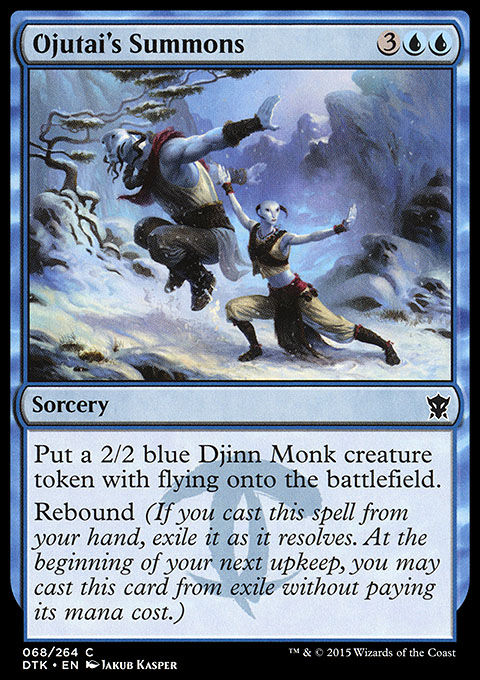 Ojutai's Summons 3
Sorcery
Put a 2/2 blue Djinn Monk creature
token with flying onto the battlefield.
Rebound (If you cast this spell from
your hand, exile it as it resolves. At the
beginning of your next upkeep, you may
cast this card from exile without paying
its mana cost.)
068/264 C
DTK • EN Jakub Kasper
™ & © 2015 Wizards of the Coast